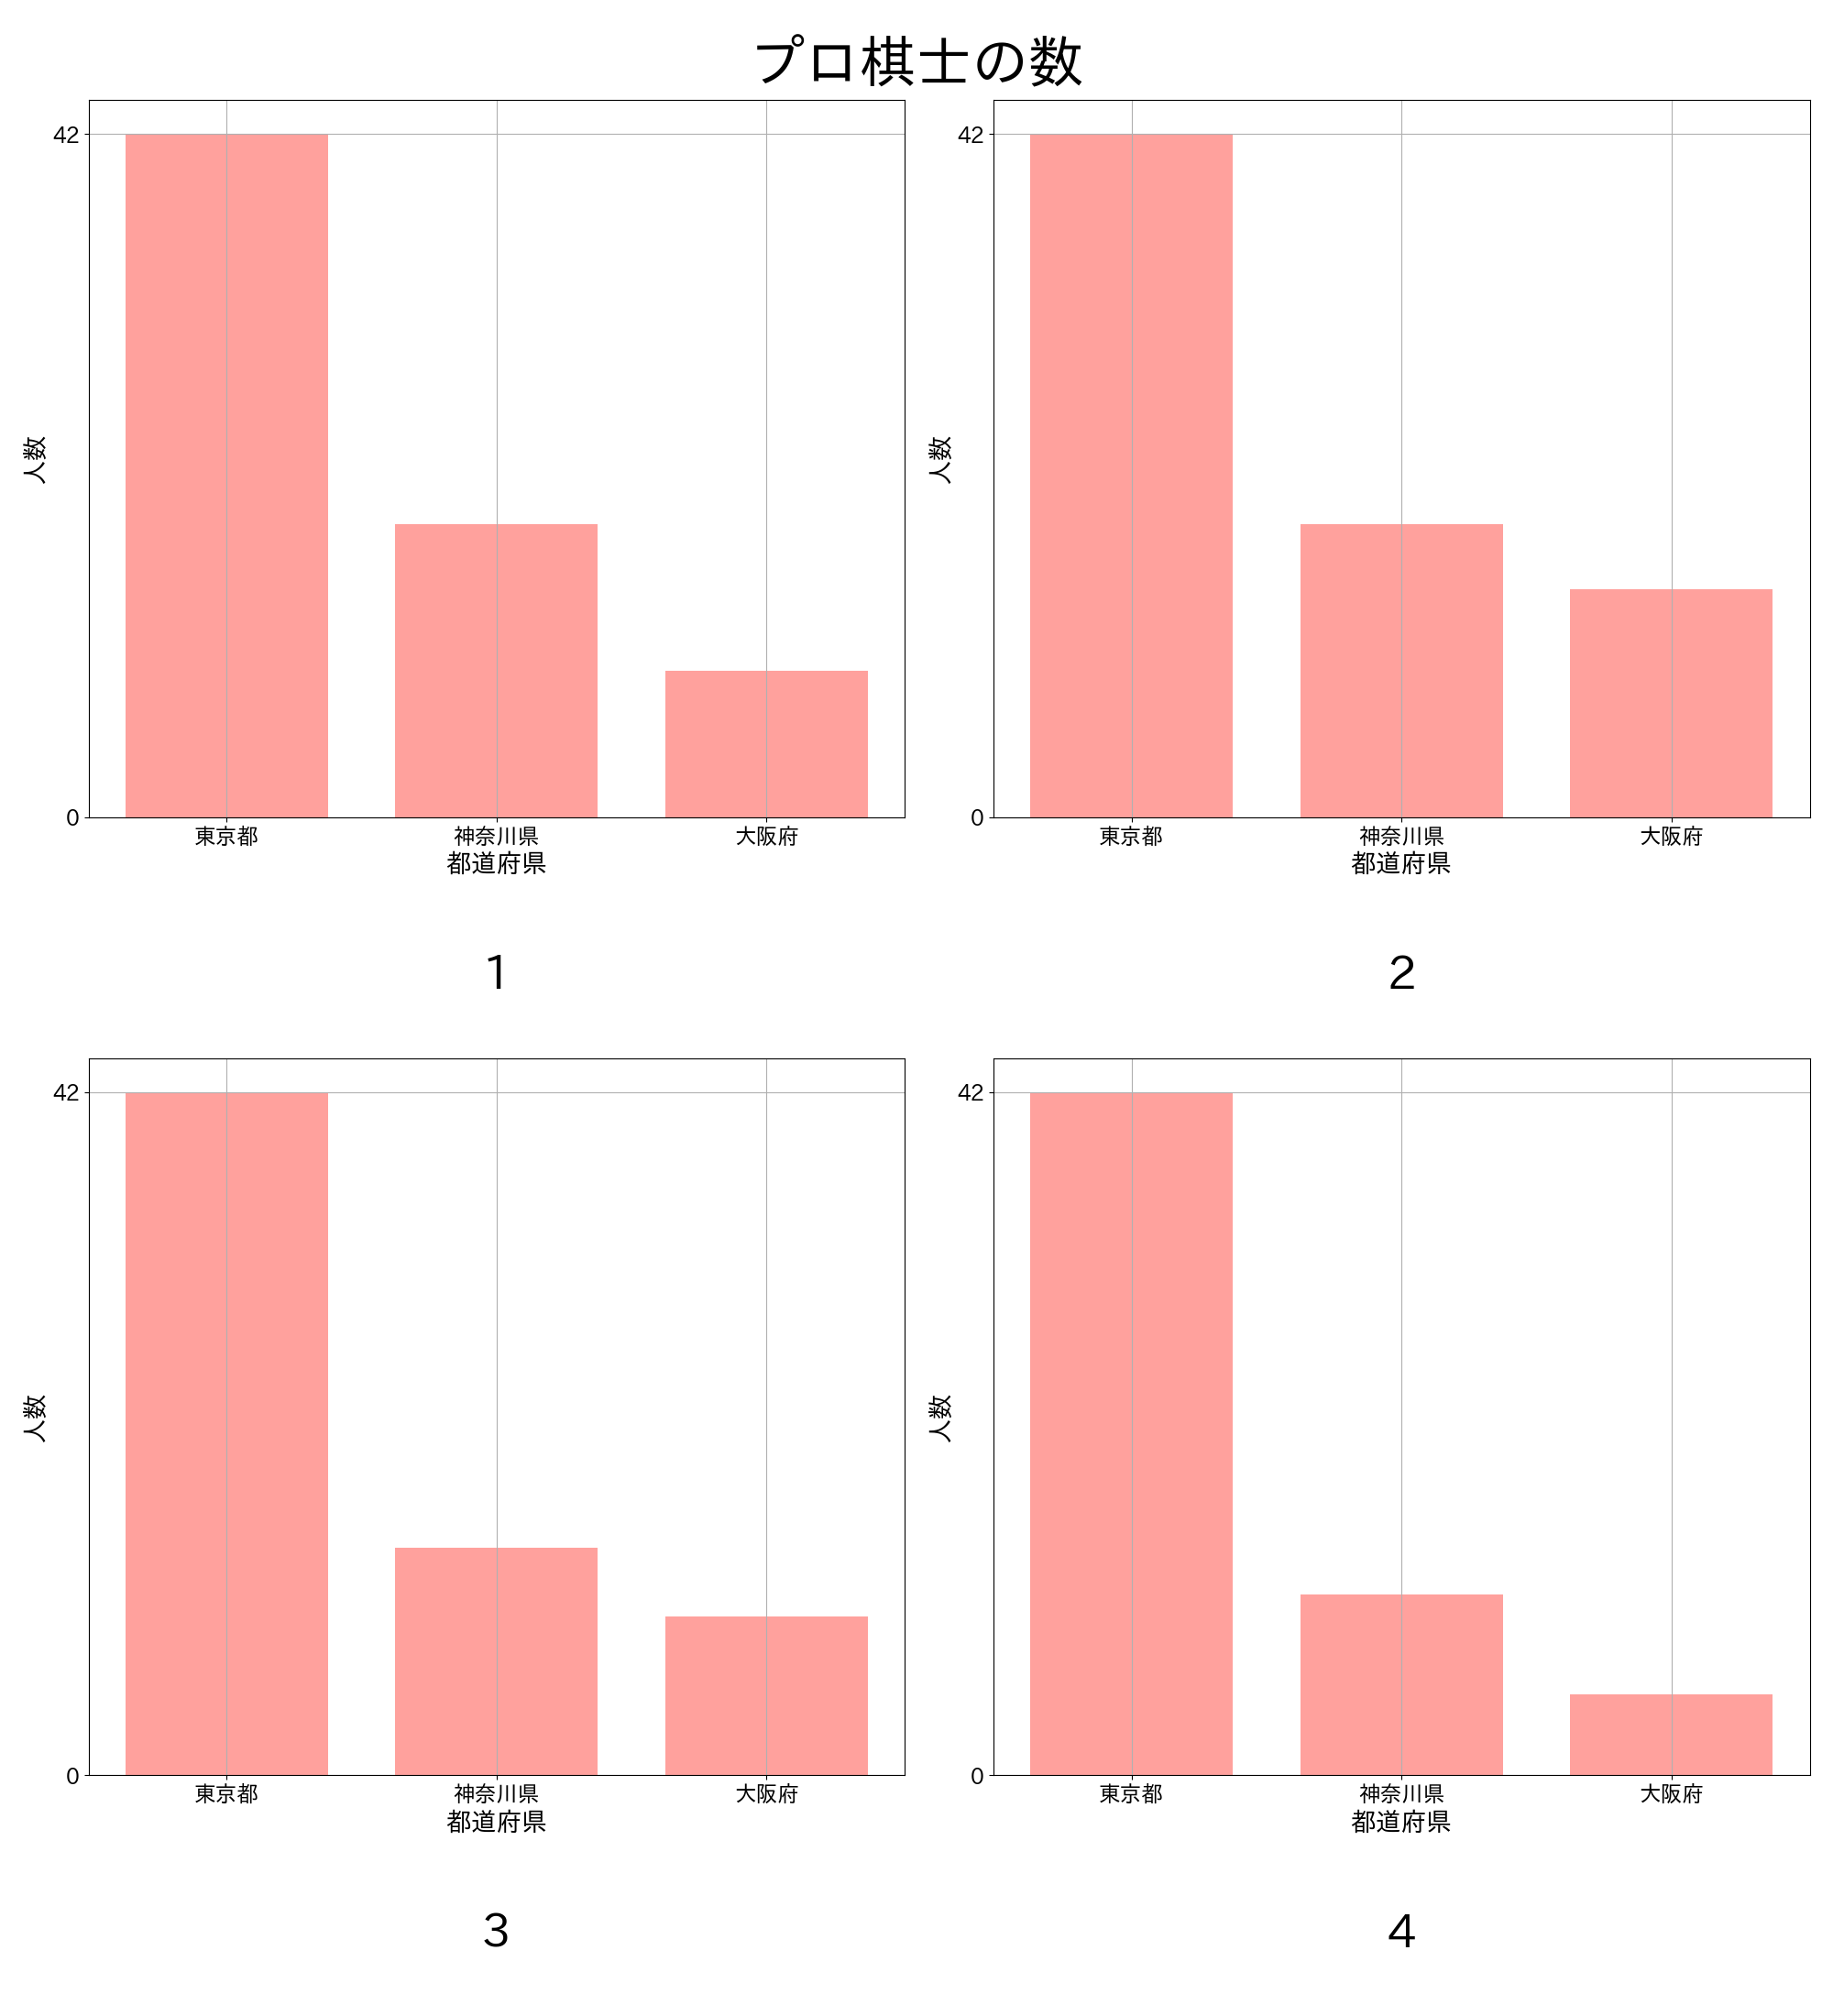 プロ棋士の数
42
0
人数
東京都 神奈川県 大阪府
都道府県
1
42
0
人数
東京都 神奈川県 大阪府
都道府県
2
42
0
人数
東京都 神奈川県 大阪府
都道府県
3
42
0
人数
東京都 神奈川県 大阪府
都道府県
4